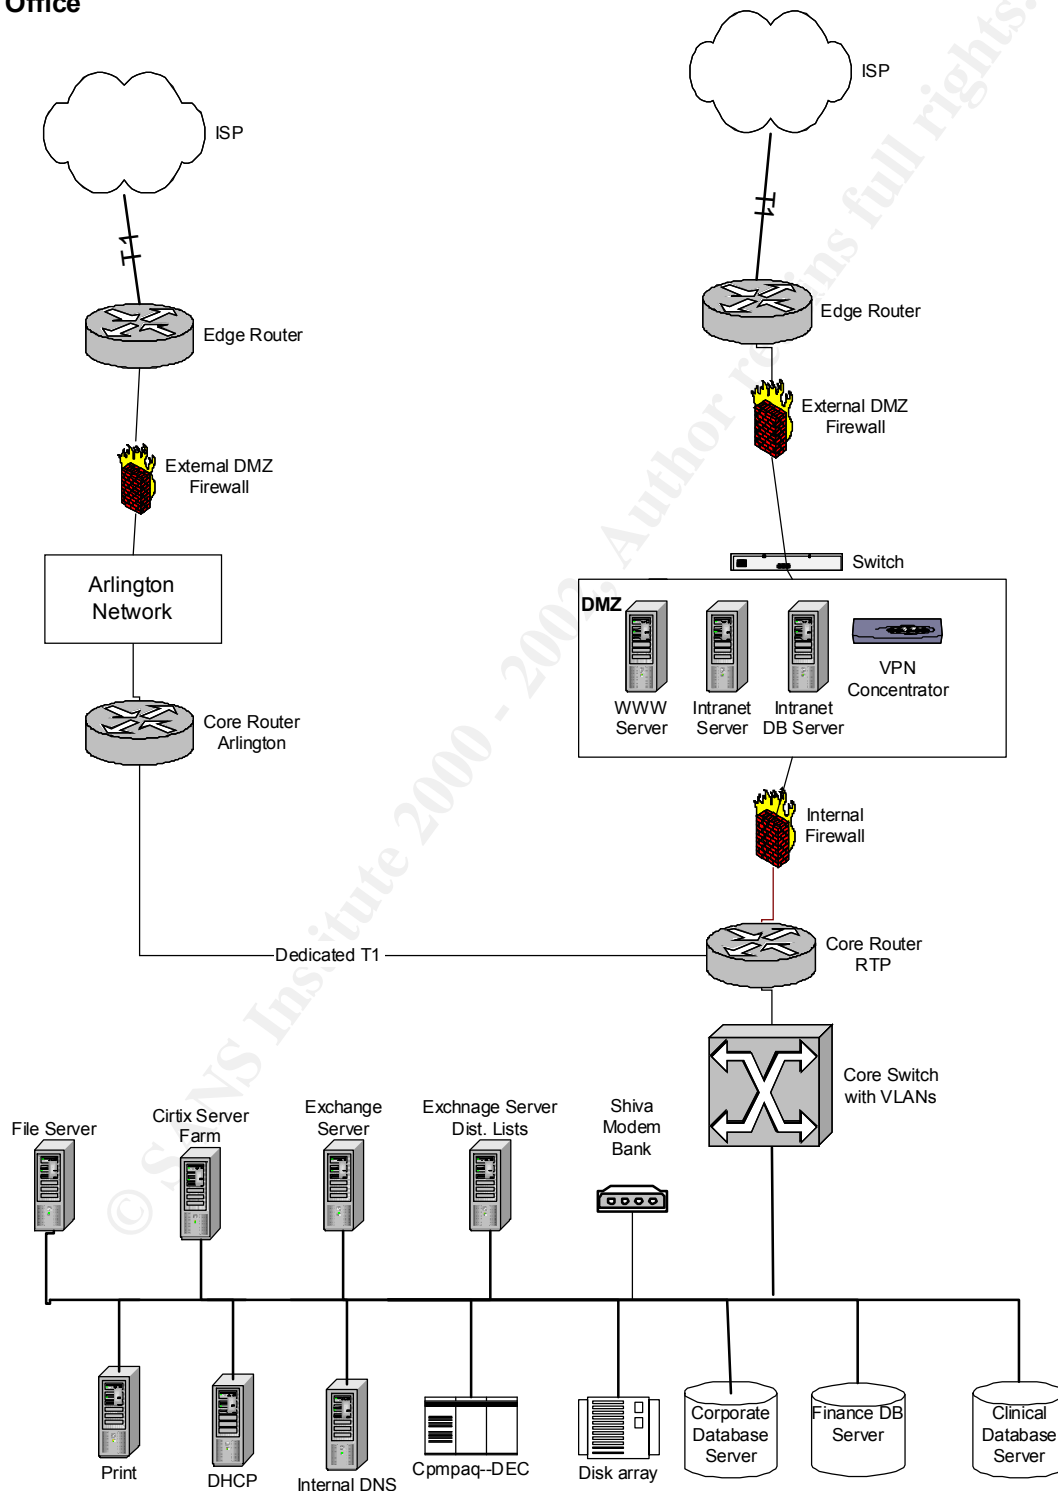 Office
ISP
ISP
T1
T1
Edge Router
Edge Router
External DMZ
Firewall
External DMZ
Firewall
Switch
Arlington
Network
DMZ
WWW
Server
Intranet
Server
Intranet
DB Server
VPN
Concentrator
Core Router
Arlington
Internal
Firewall
Dedicated T1
Core Router
RTP
Core Switch
with VLANs
File Server
Cirtix Server
Farm
Exchange
Server
Exchnage Server
Dist. Lists
Shiva
Modem
Bank
Print
DHCP
Internal DNS
Cpmpaq--DEC
Disk array
Corporate
Database
Server
Finance DB
Server
Clinical
Database
Server
© SANS Institute 2000 - 2002, Author retains full rights.